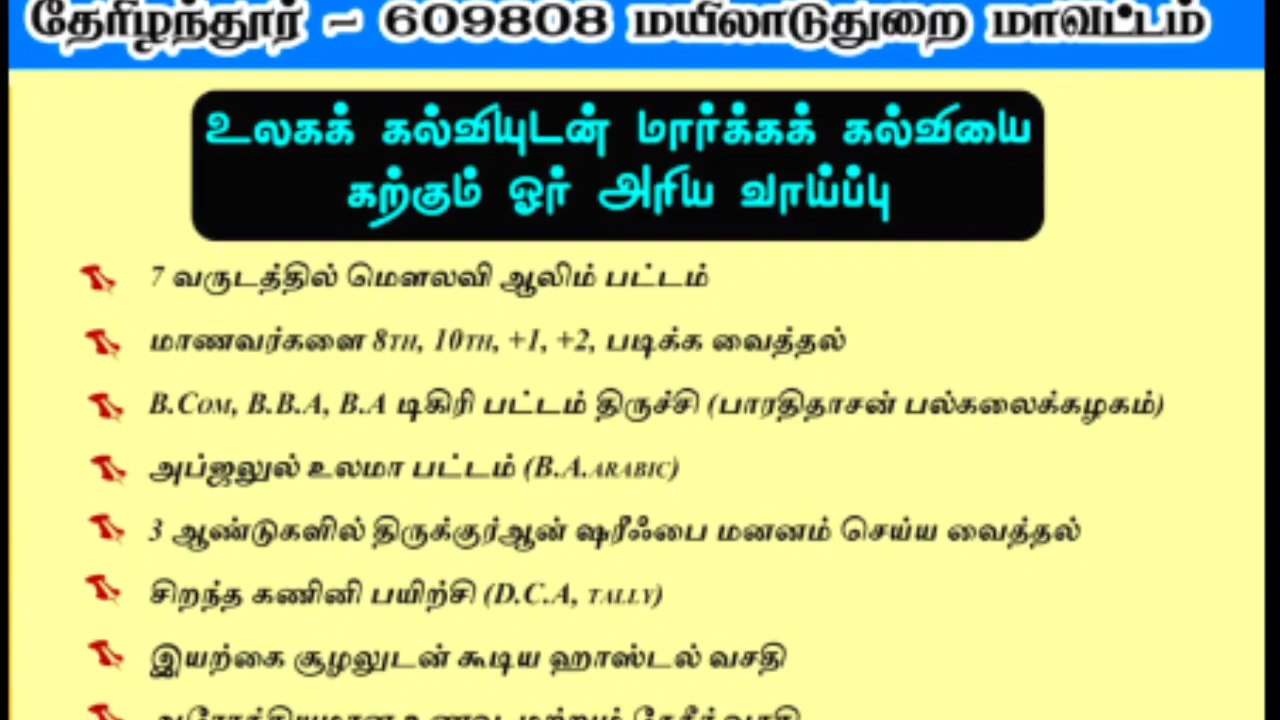 தேரிழந்தூர் – 609808 மயிலாடுதுறை மாவட்டம்
உலகக் கல்வியுடன் மார்க்கக் கல்வியை
கற்கும் ஓர் அரிய வாய்ப்பு
7 வருடத்தில் மௌலவி ஆலிம் பட்டம்
மாணவர்களை 8TH, 10TH, +1, +2, படிக்க வைத்தல்
B.COM, B.B.A, B.A டிகிரி பட்டம் திருச்சி (பாரதிதாசன் பல்கலைக்கழகம்)
அப்ஜலுல் உலமா பட்டம் (B.A.ARABIC)
3 ஆண்டுகளில் திருக்குர்ஆன் ஷரீஃபை மனனம் செய்ய வைத்தல்
சிறந்த கணினி பயிற்சி (D.C.A, TALLY)
இயற்கை சூழலுடன் கூடிய ஹாஸ்டல் வசதி